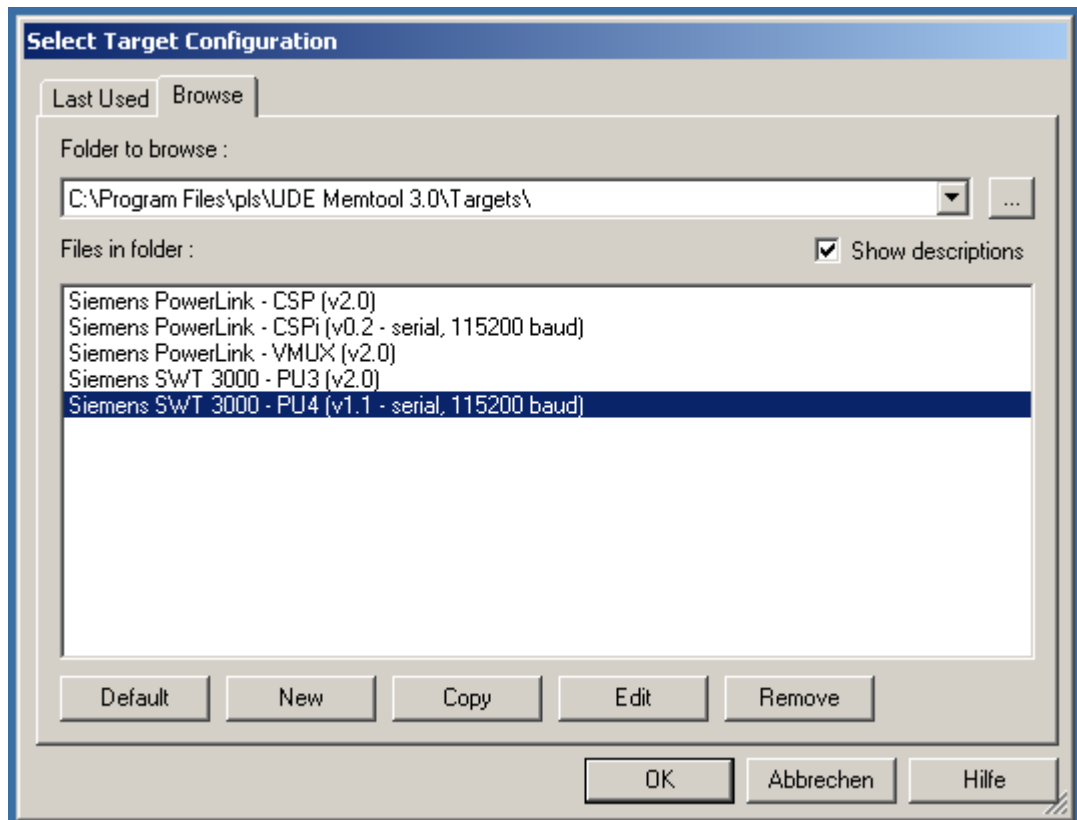 Select Target Configuration
Last Used Browse
Folder to browse :
C:\Program Files\pls\UDE Memtool 3.0\Targets\ ...
Files in folder : Show descriptions
Siemens PowerLink - CSP (v2.0)
Siemens PowerLink - CSPi (v0.2 - serial, 115200 baud)
Siemens PowerLink - VMUX (v2.0)
Siemens SWT 3000 - PU3 (v2.0)
Siemens SWT 3000 - PU4 (v1.1 - serial, 115200 baud)
Default New Copy Edit Remove
OK Abbrechen Hilfe